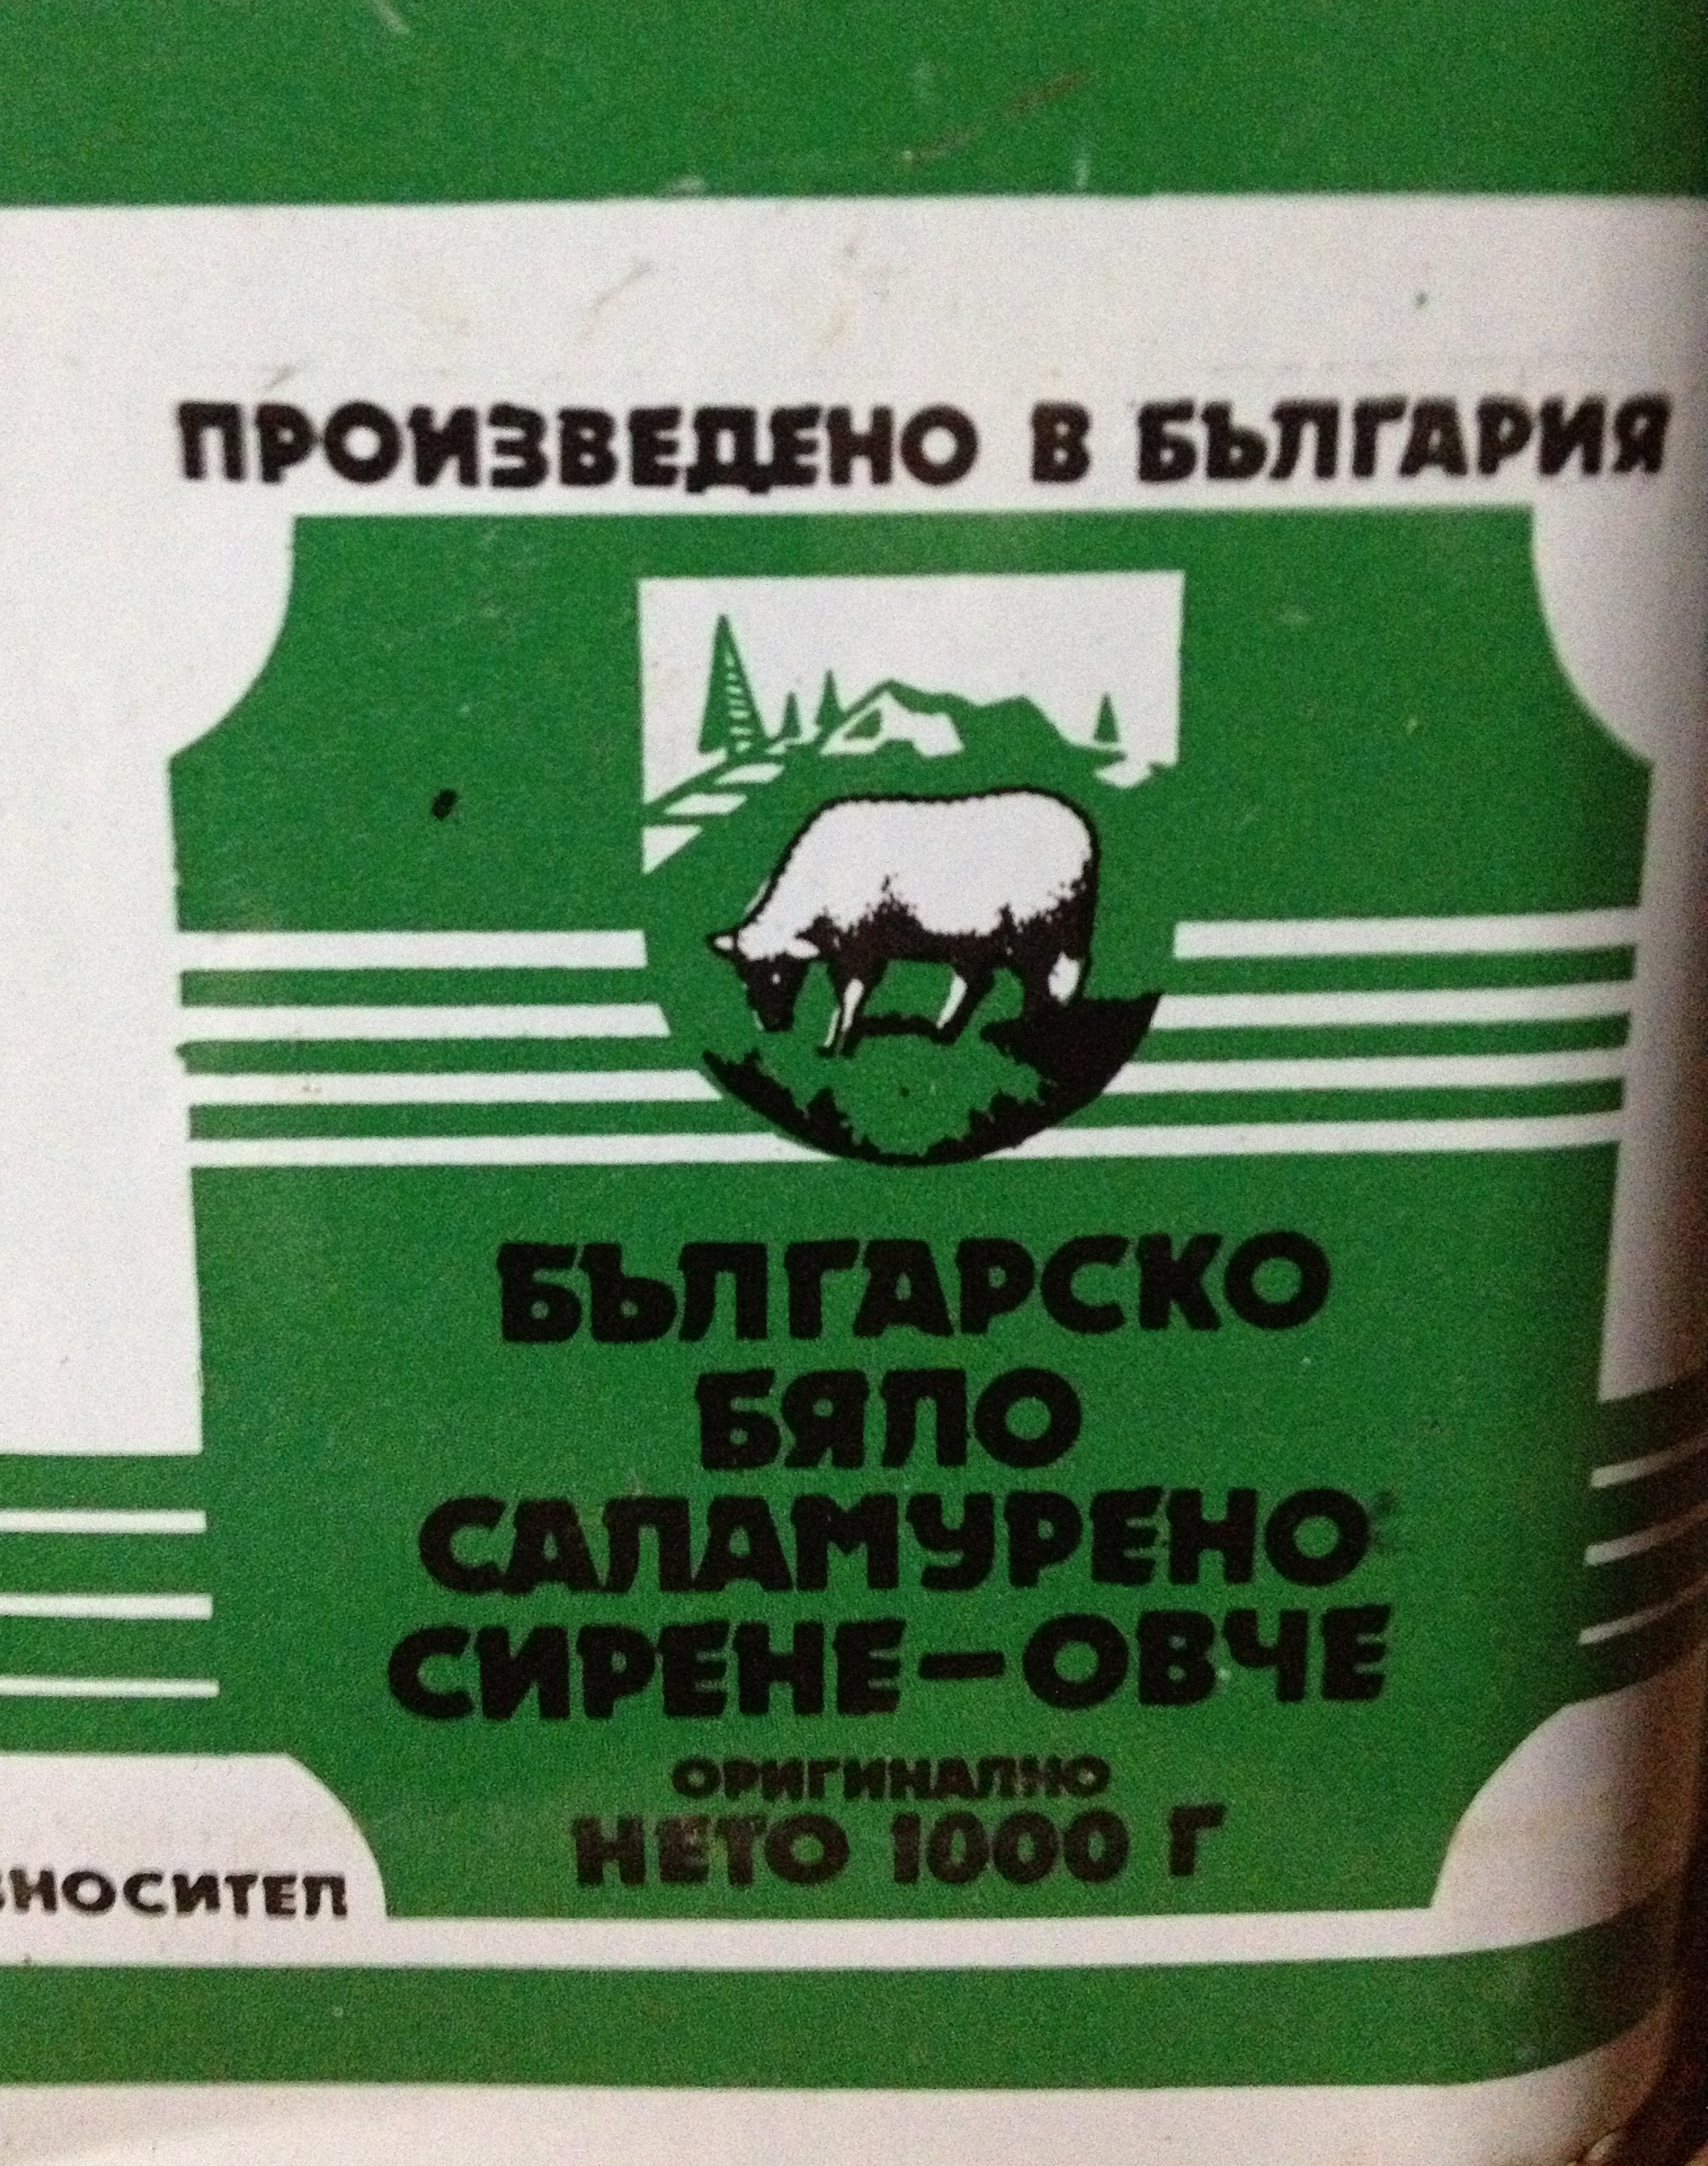 ПРОИЗВЕДЕНО В БЪЛГАРИЯ
БЪЛГАРСКО
БЯЛО
САЛАМУРЕНО
СИРЕНЕ–ОВЧЕ
ОРИГИНАЛНО
НЕТО 1000 Г